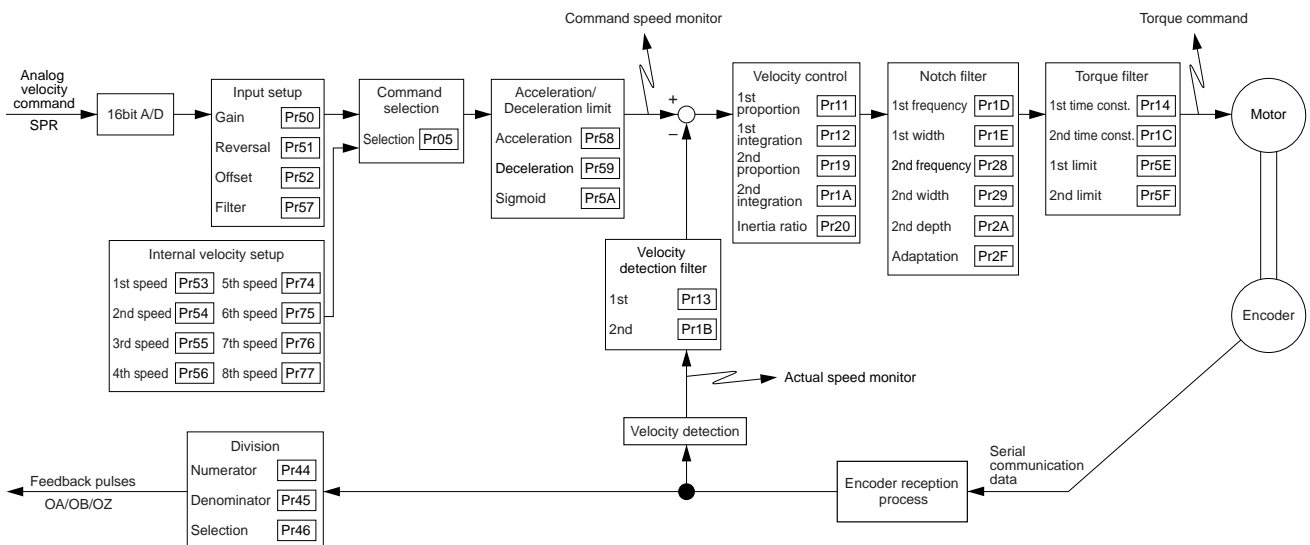 Command speed monitor
Torque command
Analog
velocity
command
SPR
16bit A/D
Input setup
Gain Pr50
Reversal Pr51
Offset Pr52
Filter Pr57
Command
selection
Selection Pr05
Acceleration/
Deceleration limit
Acceleration Pr58
Deceleration Pr59
Sigmoid Pr5A
+
−
Velocity control
1st
proportion Pr11
1st
integration Pr12
2nd
proportion Pr19
2nd
integration Pr1A
Inertia ratio Pr20
Notch filter
1st frequency Pr1D
1st width Pr1E
2nd frequency Pr28
2nd width Pr29
2nd depth Pr2A
Adaptation Pr2F
Torque filter
1st time const. Pr14
2nd time const. Pr1C
1st limit Pr5E
2nd limit Pr5F
Motor
Internal velocity setup
1st speed Pr53 5th speed Pr74
2nd speed Pr54 6th speed Pr75
3rd speed Pr55 7th speed Pr76
4th speed Pr56 8th speed Pr77
Velocity
detection filter
1st Pr13
2nd Pr1B
Encoder
Actual speed monitor
Velocity detection
Serial
communication
data
Encoder reception
process
Division
Numerator Pr44
Denominator Pr45
Selection Pr46
Feedback pulses
OA/OB/OZ